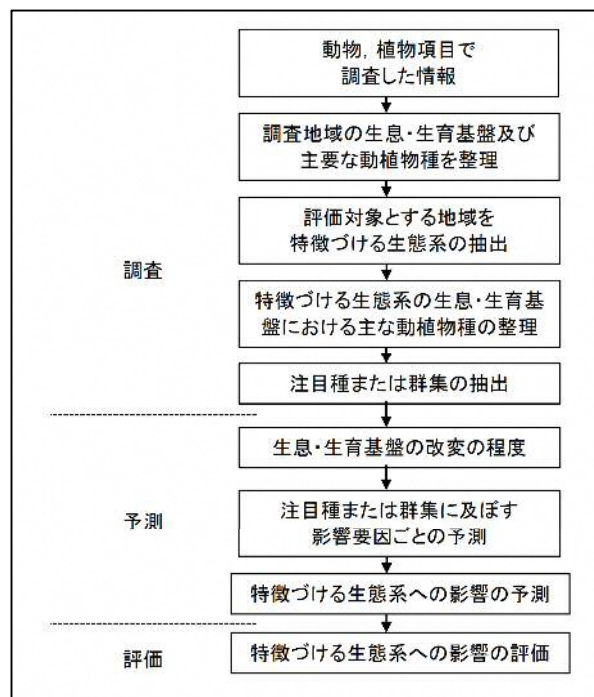 動物，植物項目で
調査した情報
調査地域の生息・生育基盤及び
主要な動植物種を整理
評価対象とする地域を
特徴づける生態系の抽出
調査
特徴づける生態系の生息・生育基
盤における主な動植物種の整理
注目種または群集の抽出
生息・生育基盤の改変の程度
予測
注目種または群集に及ぼす
影響要因ごとの予測
特徴づける生態系への影響の予測
評価
特徴づける生態系への影響の評価